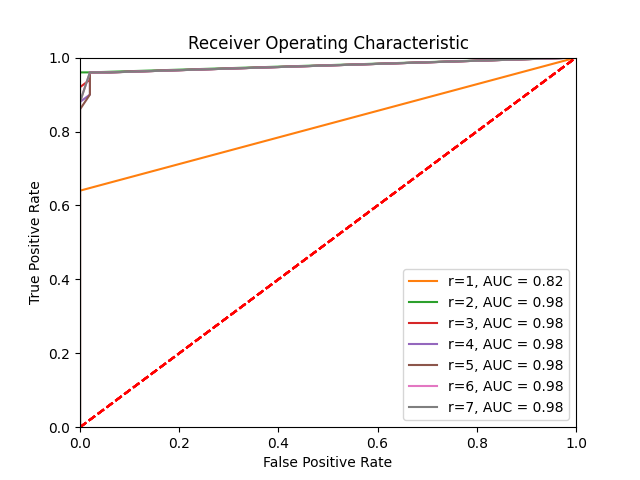 Receiver Operating Characteristic
True Positive Rate
1.0
0.8
0.6
0.4
0.2
0.0
r=1, AUC = 0.82
r=2, AUC = 0.98
r=3, AUC = 0.98
r=4, AUC = 0.98
r=5, AUC = 0.98
r=6, AUC = 0.98
r=7, AUC = 0.98
0.0 0.2 0.4 0.6 0.8 1.0
False Positive Rate